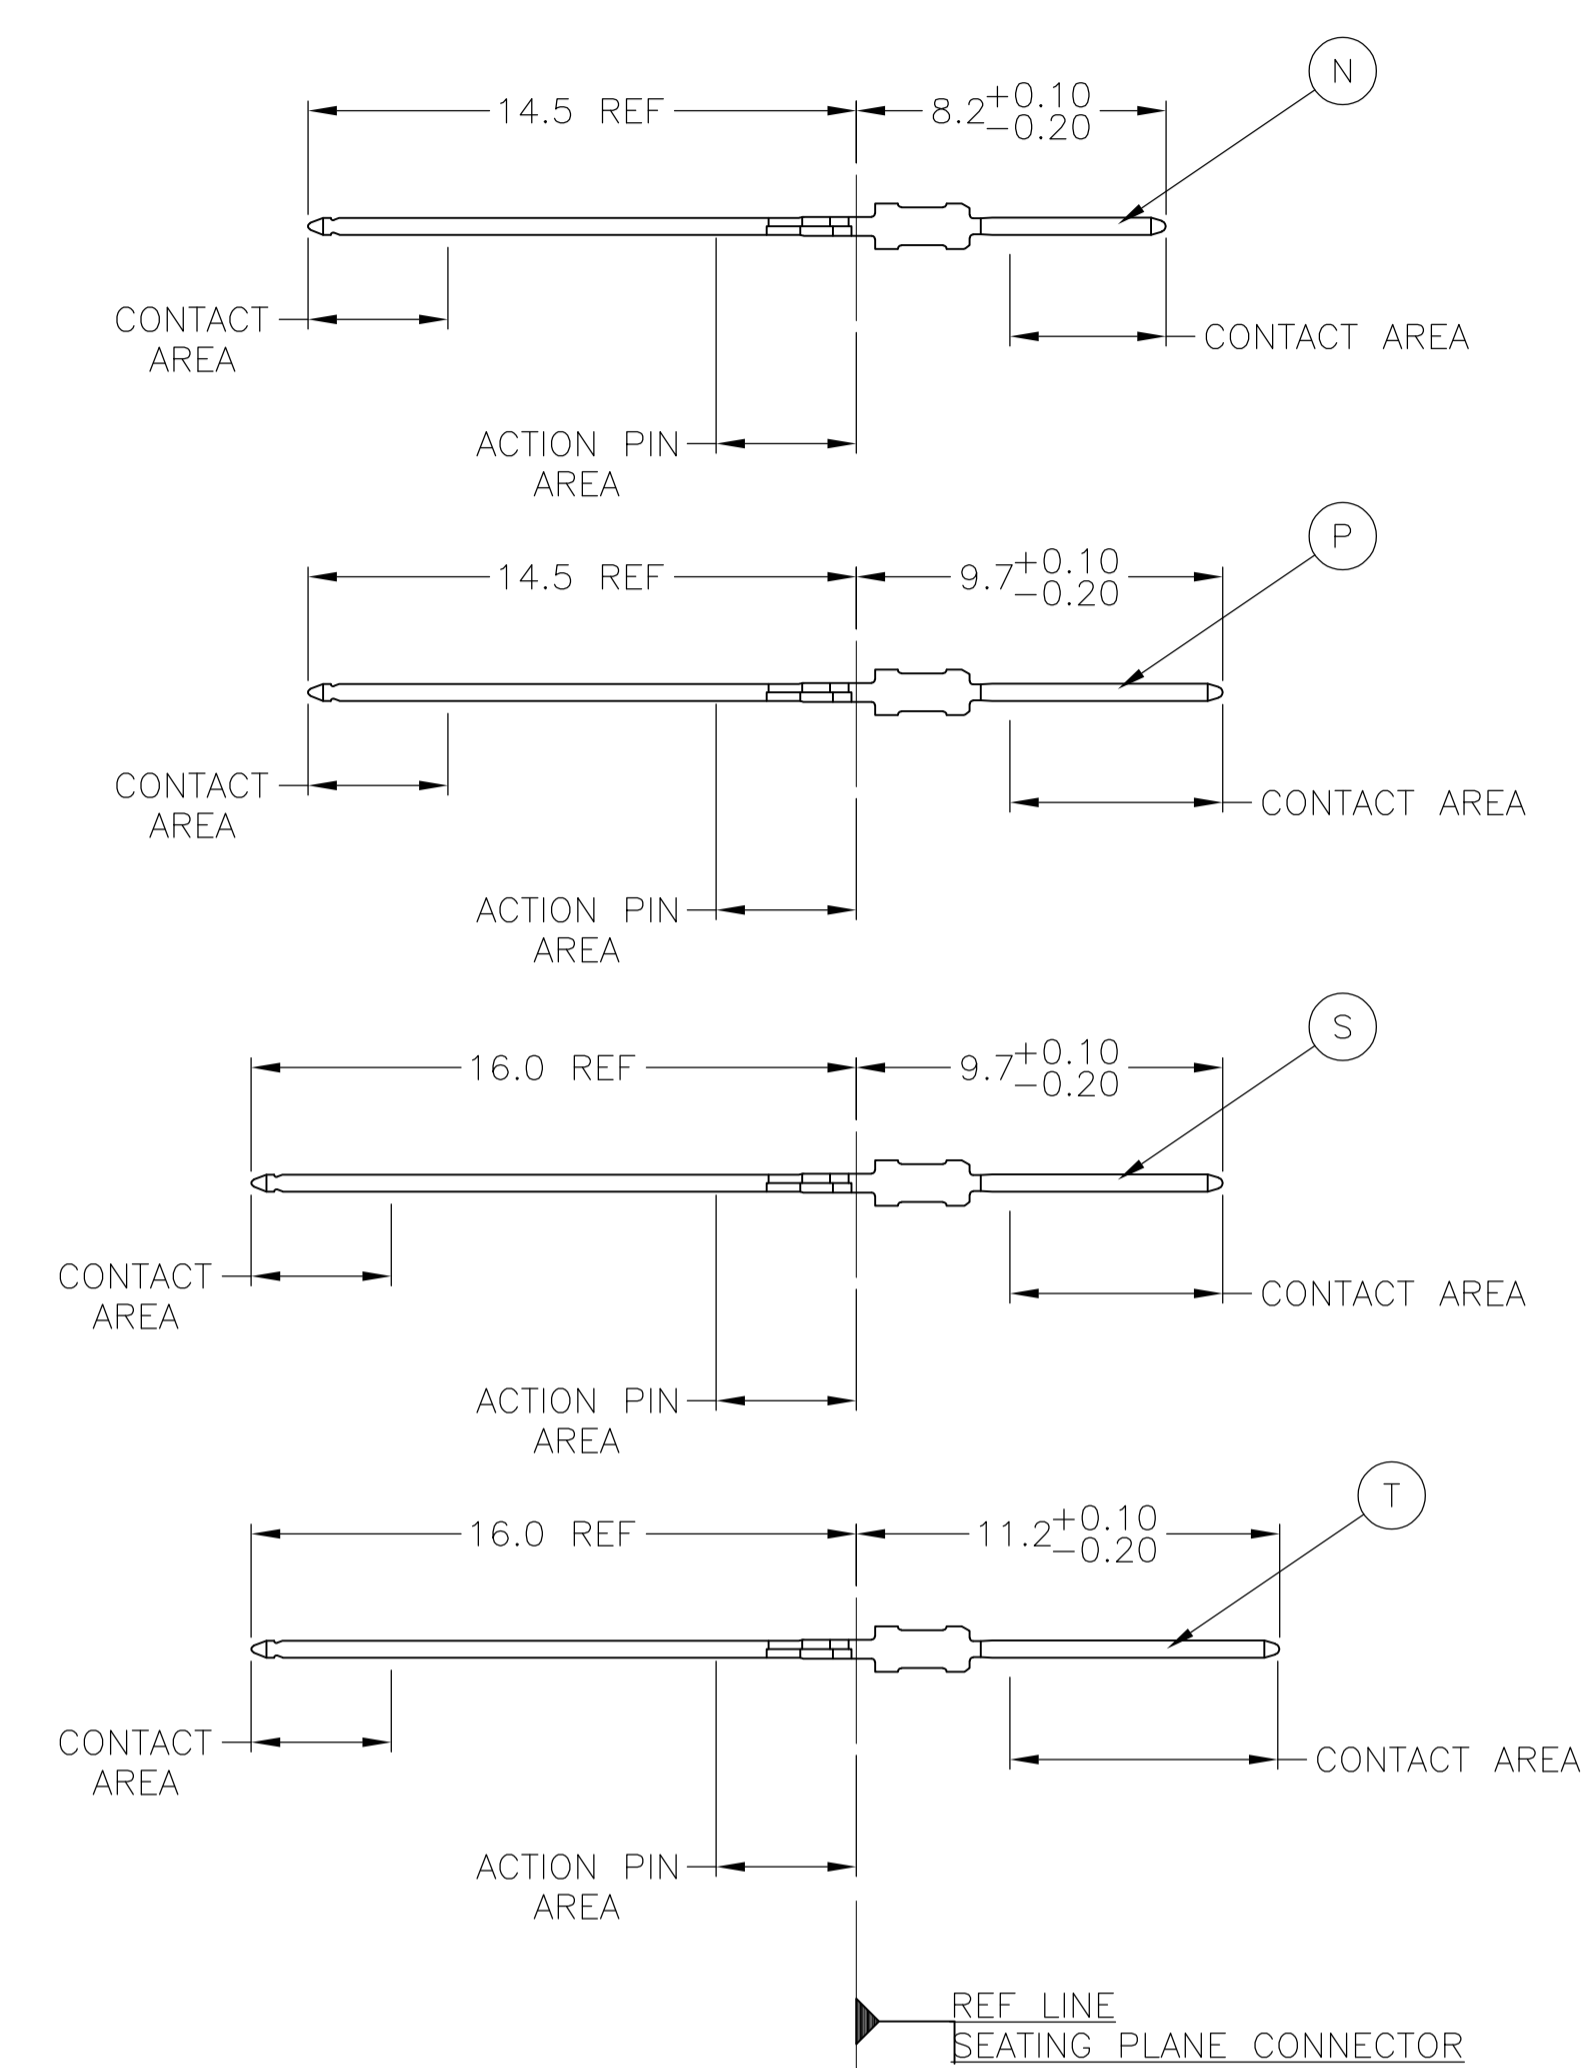 N
14.5 REF
8.2 +0.10
-0.20
CONTACT
AREA
CONTACT AREA
ACTION PIN
AREA
P
14.5 REF
9.7 +0.10
-0.20
CONTACT
AREA
CONTACT AREA
ACTION PIN
AREA
S
16.0 REF
9.7 +0.10
-0.20
CONTACT
AREA
CONTACT AREA
ACTION PIN
AREA
T
16.0 REF
11.2 +0.10
-0.20
CONTACT
AREA
CONTACT AREA
ACTION PIN
AREA
REF LINE
SEATING PLANE CONNECTOR